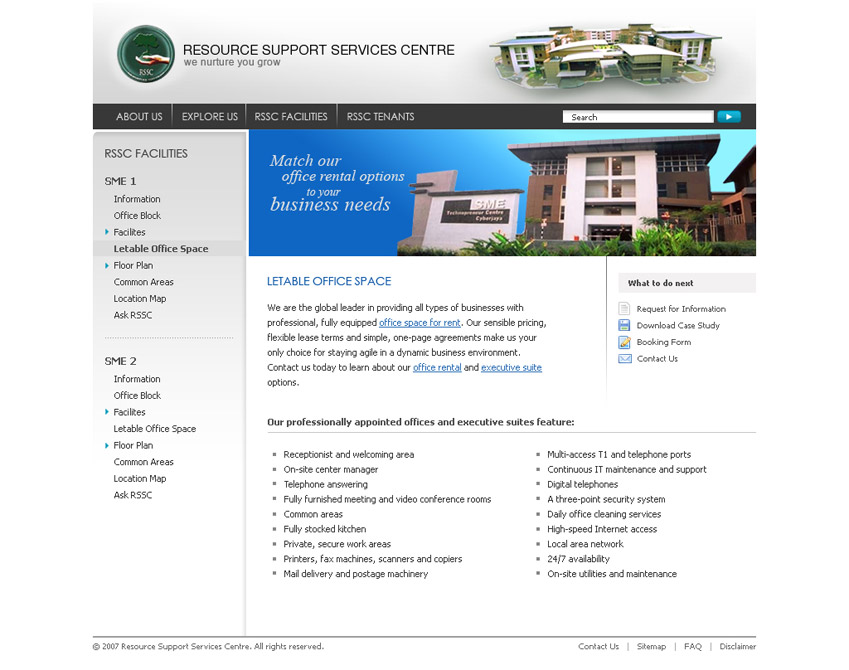 RSSC
RESOURCE SUPPORT SERVICES CENTRE
we nurture you grow
ABOUT US
EXPLORE US
RSSC FACILITIES
RSSC TENANTS
Search
RSSC FACILITIES
SME 1
Information
Office Block
Facilites
Letable Office Space
Floor Plan
Common Areas
Location Map
Ask RSSC
SME 2
Information
Office Block
Facilites
Letable Office Space
Floor Plan
Common Areas
Location Map
Ask RSSC
Match our
office rental options
to your
business needs
SME
Technopreneur Centre
Cyberjaya
LETABLE OFFICE SPACE
We are the global leader in providing all types of businesses with
professional, fully equipped office space for rent. Our sensible pricing,
flexible lease terms and simple, one-page agreements make us your
only choice for staying agile in a dynamic business environment.
Contact us today to learn about our office rental and executive suite
options.
What to do next
Request for Information
Download Case Study
Booking Form
Contact Us
Our professionally appointed offices and executive suites feature:
Receptionist and welcoming area
On-site center manager
Telephone answering
Fully furnished meeting and video conference rooms
Common areas
Fully stocked kitchen
Private, secure work areas
Printers, fax machines, scanners and copiers
Mail delivery and postage machinery
Multi-access T1 and telephone ports
Continuous IT maintenance and support
Digital telephones
A three-point security system
Daily office cleaning services
High-speed Internet access
Local area network
24/7 availability
On-site utilities and maintenance
© 2007 Resource Support Services Centre. All rights reserved.
Contact Us | Sitemap | FAQ | Disclaimer